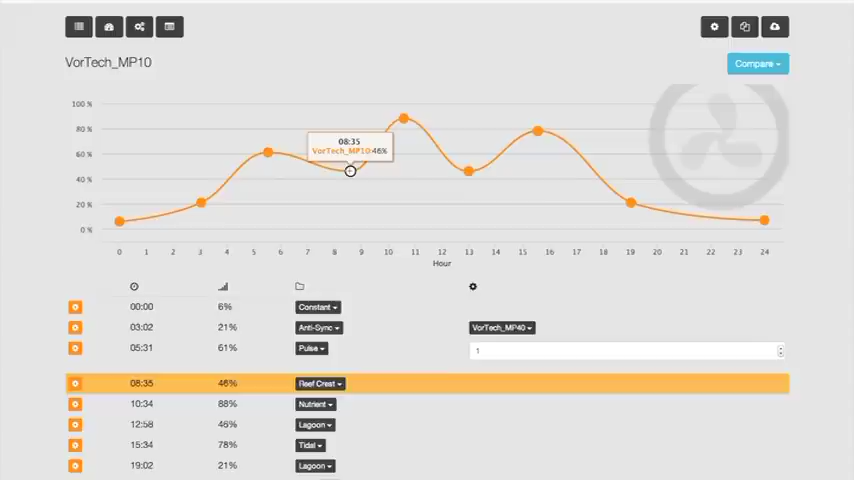 VorTech_MP10
Compare
100 %
80 %
60 %
40 %
20 %
0 %
08:35
VorTech_MP10:46%
0 1 2 3 4 5 6 7 8 9 10 11 12 13 14 15 16 17 18 19 20 21 22 23 24
Hour
00:00 6% Constant
03:02 21% Anti-Sync VorTech_MP40
05:31 61% Pulse 1
08:35 46% Reef Crest
10:34 88% Nutrient
12:58 46% Lagoon
15:34 78% Tidal
19:02 21% Lagoon